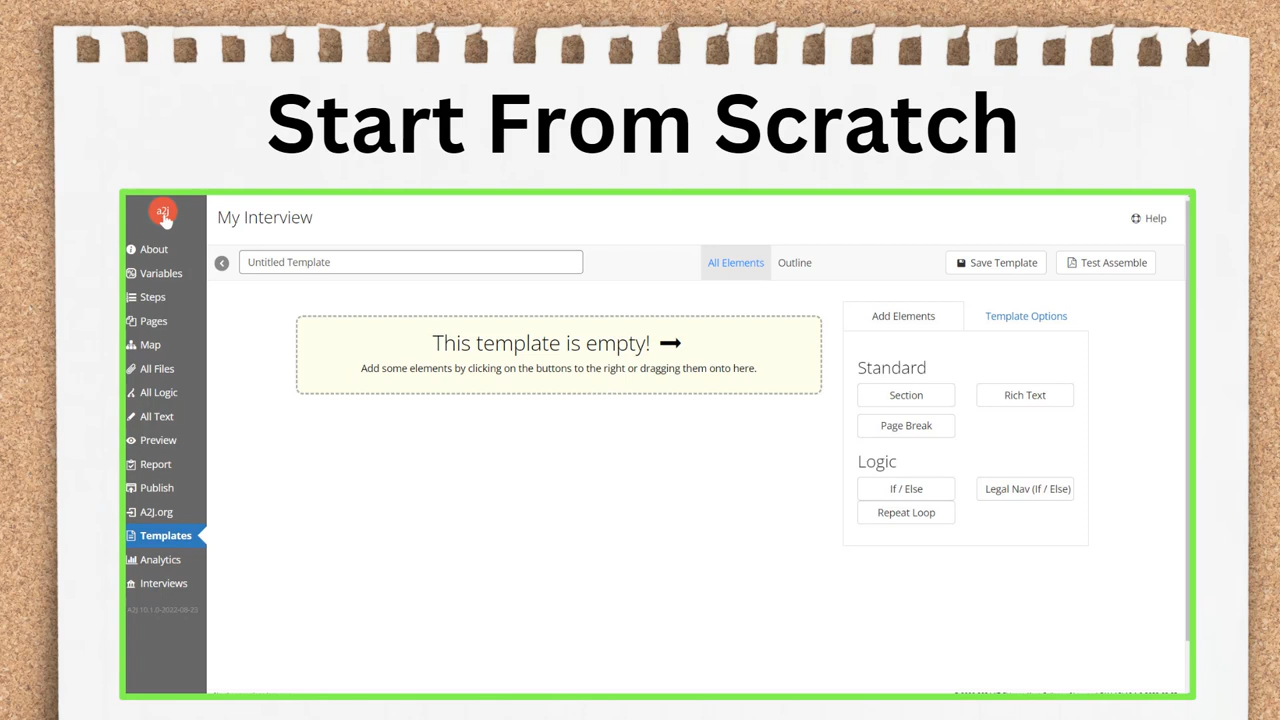 Start From Scratch
a2j
My Interview
Help
About
Variables
Steps
Pages
Map
All Files
All Logic
All Text
Preview
Report
Publish
A2J.org
Templates
Analytics
Interviews
Untitled Template
All Elements
Outline
Save Template
Test Assemble
This template is empty!
Add some elements by clicking on the buttons to the right or dragging them onto here.
Add Elements
Template Options
Standard
Section
Rich Text
Page Break
Logic
If / Else
Legal Nav (If / Else)
Repeat Loop